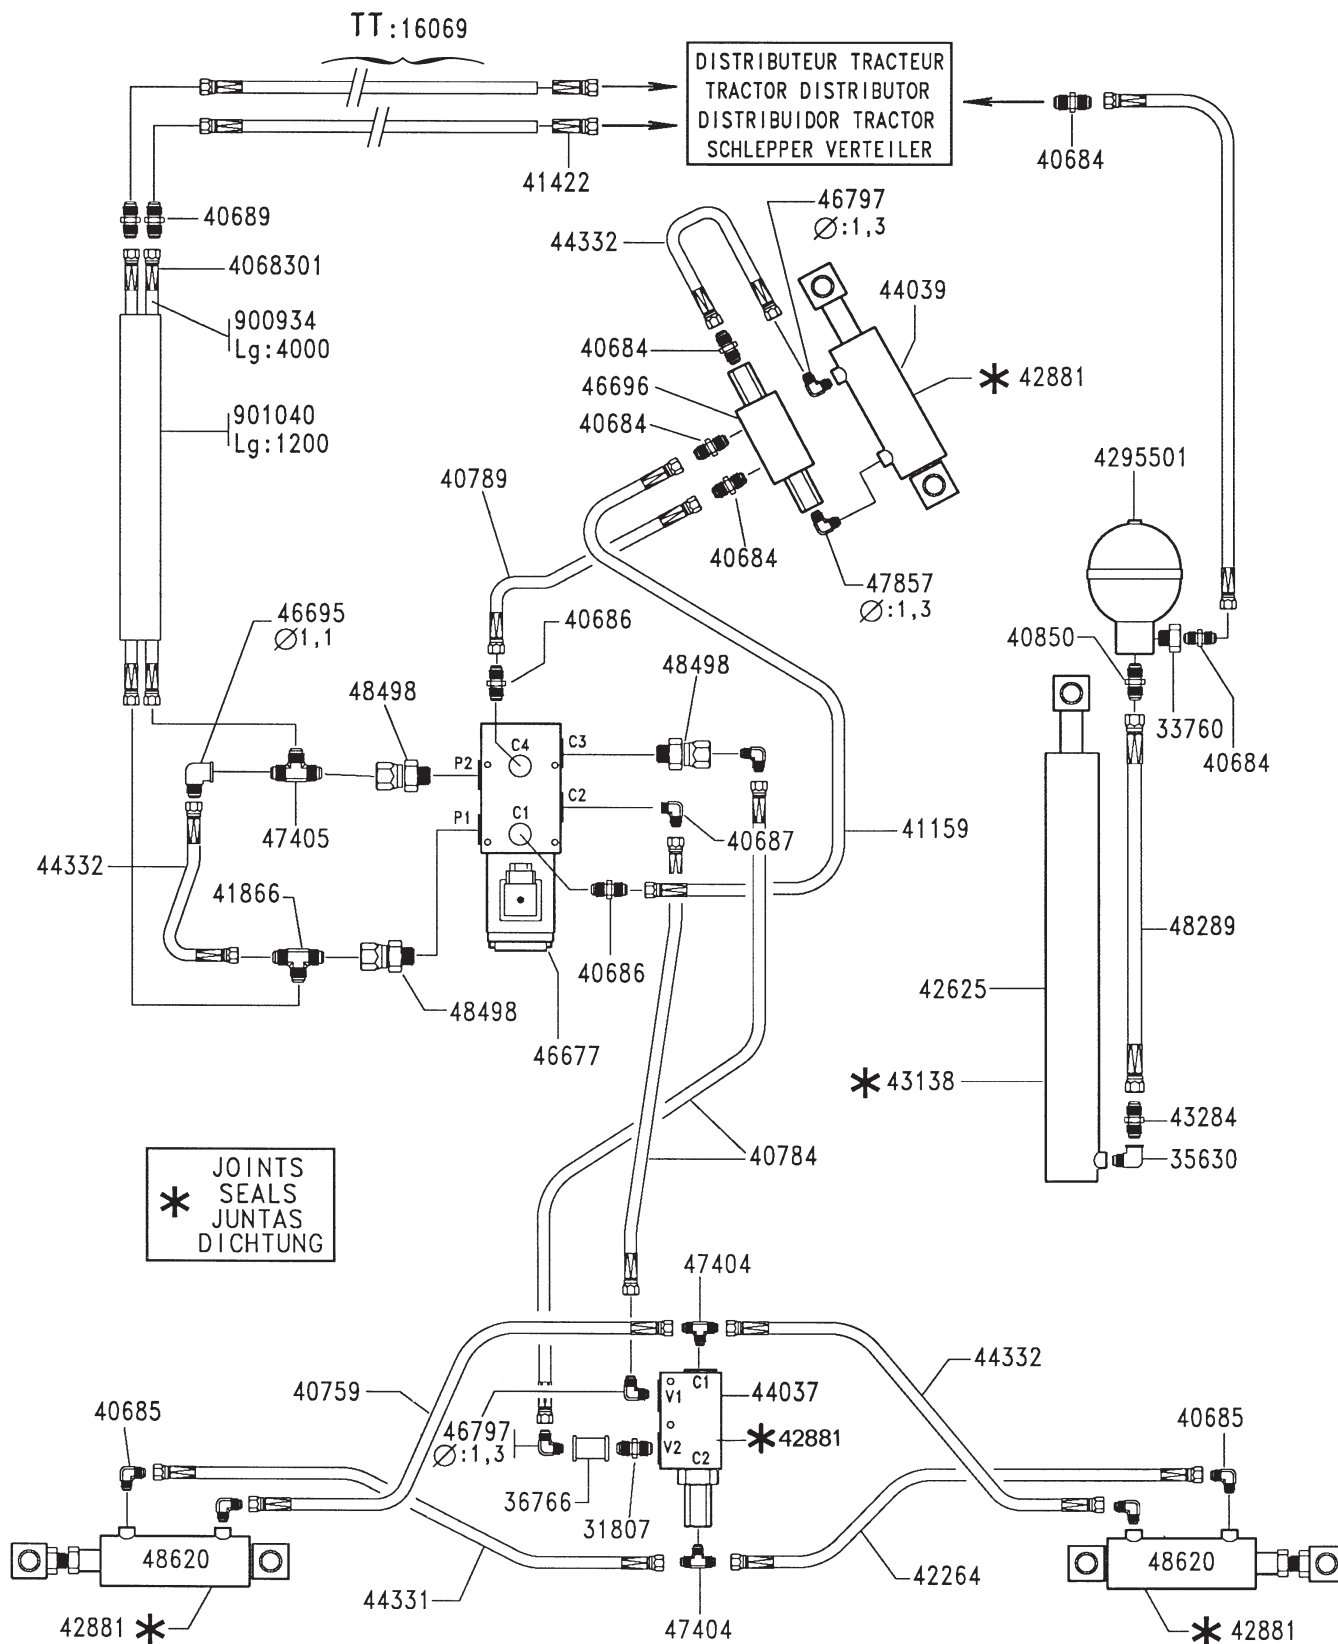 TT:16069
DISTRIBUTEUR TRACTEUR
TRACTOR DISTRIBUTOR
DISTRIBUIDOR TRACTOR
SCHLEPPER VERTEILER
40684
41422
40689
46797
∅:1,3
44332
4068301
44039
900934
Lg:4000
40684
46696
* 42881
901040
Lg:1200
40684
4295501
40789
40684
47857
∅:1,3
46695
∅1,1
40686
40850
48498
48498
33760
40684
C4
C3
P2
C2
P1
C1
47405
40687
41159
44332
41866
40686
48289
42625
48498
46677
* 43138
43284
40784
35630
* JOINTS
SEALS
JUNTAS
DICHTUNG
47404
44332
40759
C1
V1
44037
40685
46797
∅:1,3
V2
C2
* 42881
40685
36766
31807
48620
48620
44331
42264
42881 *
47404
* 42881